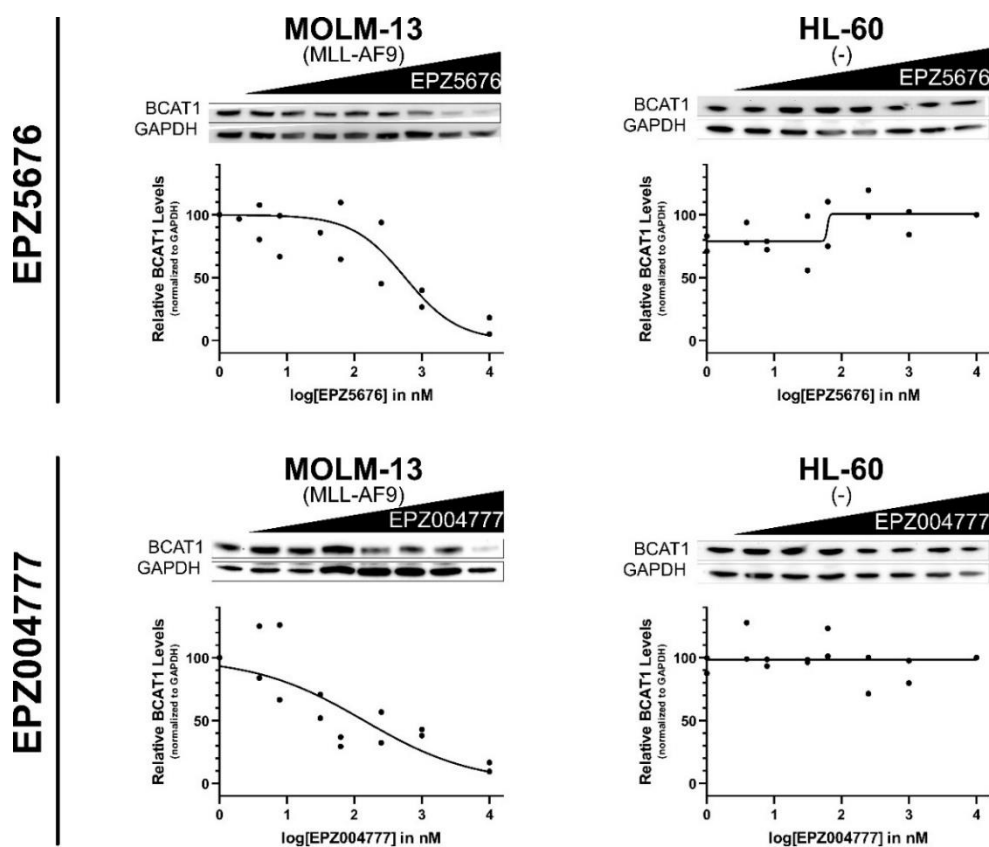 EPZ5676
MOLM-13
(MLL-AF9)
EPZ5676
BCAT1
GAPDH
Relative BCAT1 Levels
(normalized to GAPDH)
100
50
0
0 1 2 3 4
log[EPZ5676] in nM
HL-60
(-)
EPZ5676
BCAT1
GAPDH
Relative BCAT1 Levels
(normalized to GAPDH)
100
50
0
0 1 2 3 4
log[EPZ5676] in nM
EPZ004777
MOLM-13
(MLL-AF9)
EPZ004777
BCAT1
GAPDH
Relative BCAT1 Levels
(normalized to GAPDH)
100
50
0
0 1 2 3 4
log[EPZ004777] in nM
HL-60
(-)
EPZ004777
BCAT1
GAPDH
Relative BCAT1 Levels
(normalized to GAPDH)
100
50
0
0 1 2 3 4
log[EPZ004777] in nM